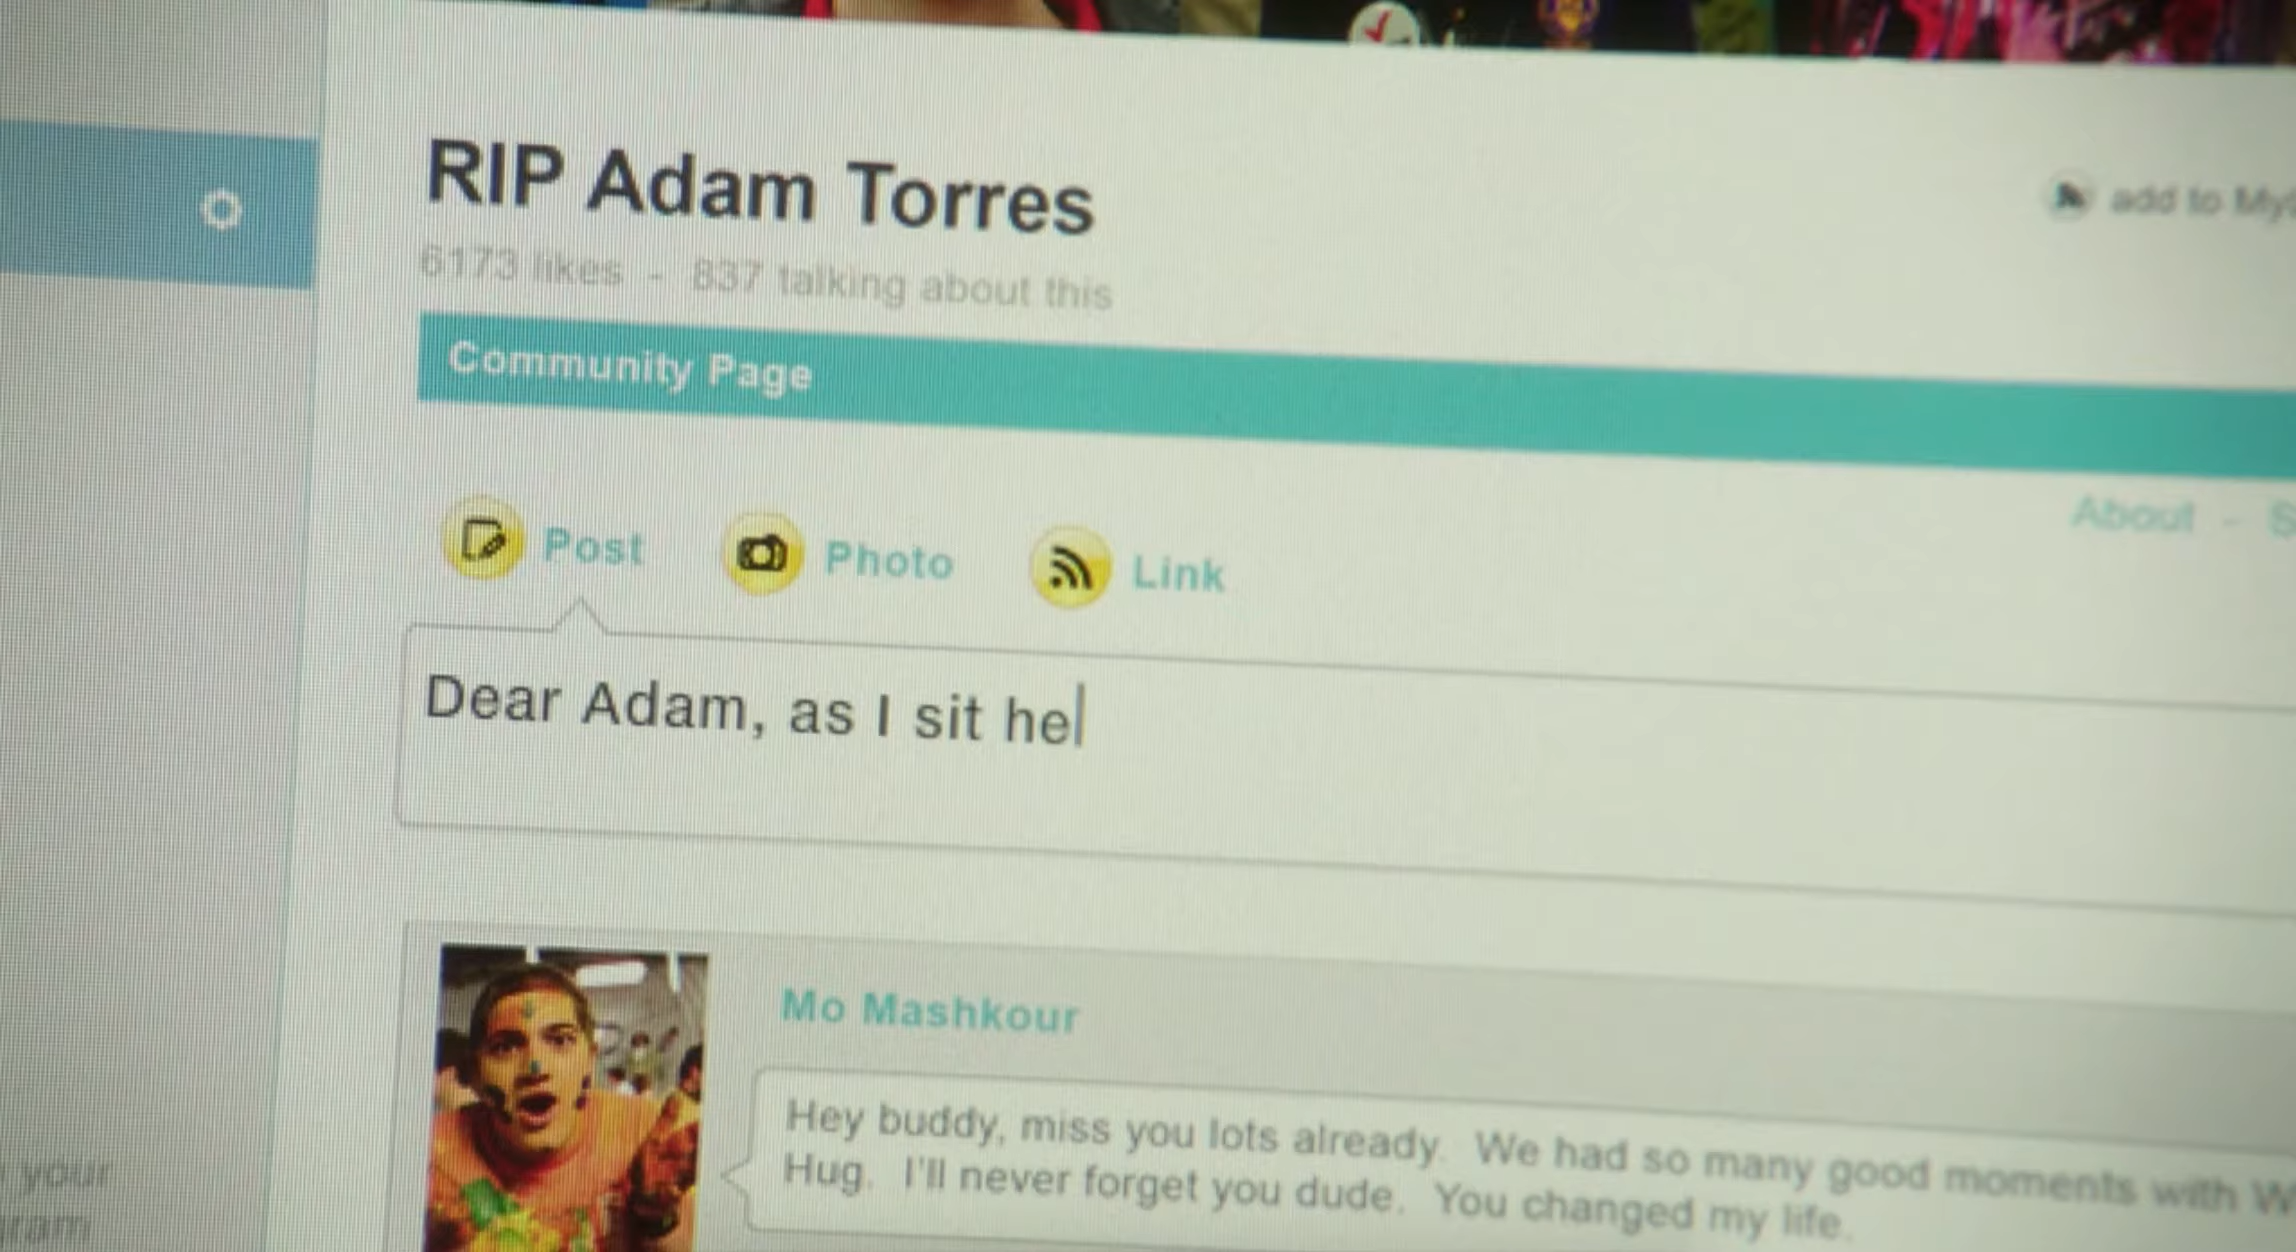 RIP Adam Torres
add to
6173 likes - 837 talking about this
Community Page
About -
Post Photo Link
Dear Adam, as I sit he
Mo Mashkour
Hey buddy, miss you lots already. We had so many good moments with
Hug. I'll never forget you dude. You changed my life.
your